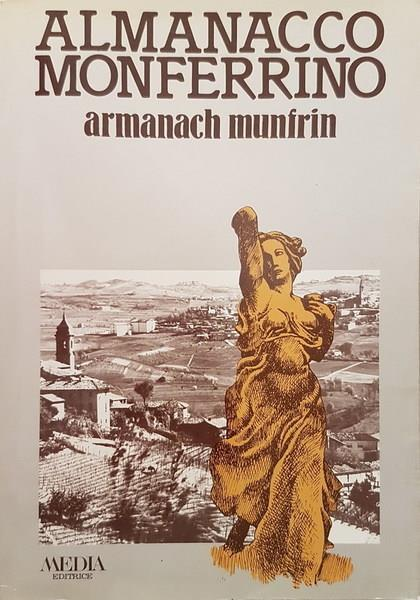 ALMANACCO
MONFERRINO
armanach munfrin
MEDIA
EDITRICE